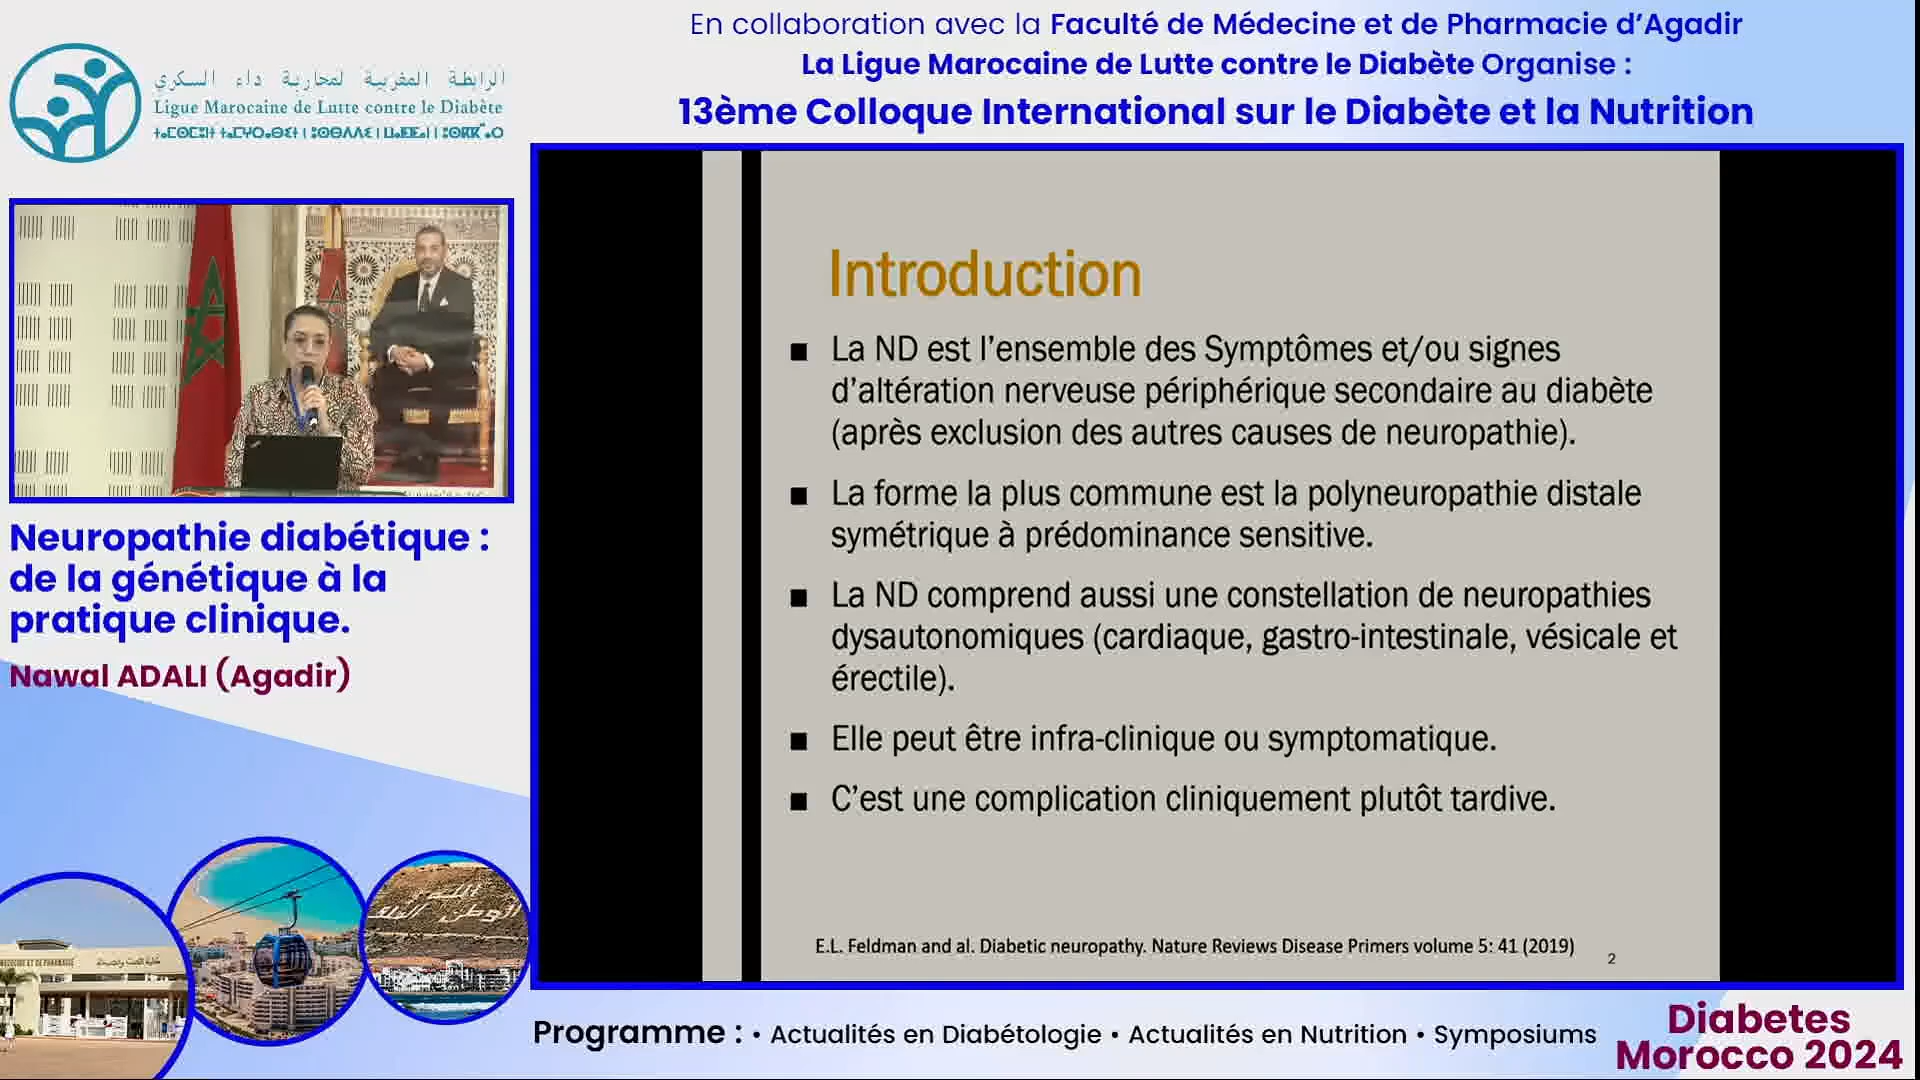 En collaboration avec la Faculté de Médecine et de Pharmacie d'Agadir
La Ligue Marocaine de Lutte contre le Diabète Organise :
13ème Colloque International sur le Diabète et la Nutrition
الرابطة المغربية لمحاربة داء السكري
Ligue Marocaine de Lutte contre le Diabète
Neuropathie diabétique :
de la génétique à la
pratique clinique.
Nawal ADALI (Agadir)
Introduction
■ La ND est l'ensemble des Symptômes et/ou signes
d'altération nerveuse périphérique secondaire au diabète
(après exclusion des autres causes de neuropathie).
■ La forme la plus commune est la polyneuropathie distale
symétrique à prédominance sensitive.
■ La ND comprend aussi une constellation de neuropathies
dysautonomiques (cardiaque, gastro-intestinale, vésicale et
érectile).
■ Elle peut être infra-clinique ou symptomatique.
■ C'est une complication cliniquement plutôt tardive.
E.L. Feldman and al. Diabetic neuropathy. Nature Reviews Disease Primers volume 5: 41 (2019)
2
الله
الوطن الملك
Programme : • Actualités en Diabétologie • Actualités en Nutrition • Symposiums
Diabetes
Morocco 2024